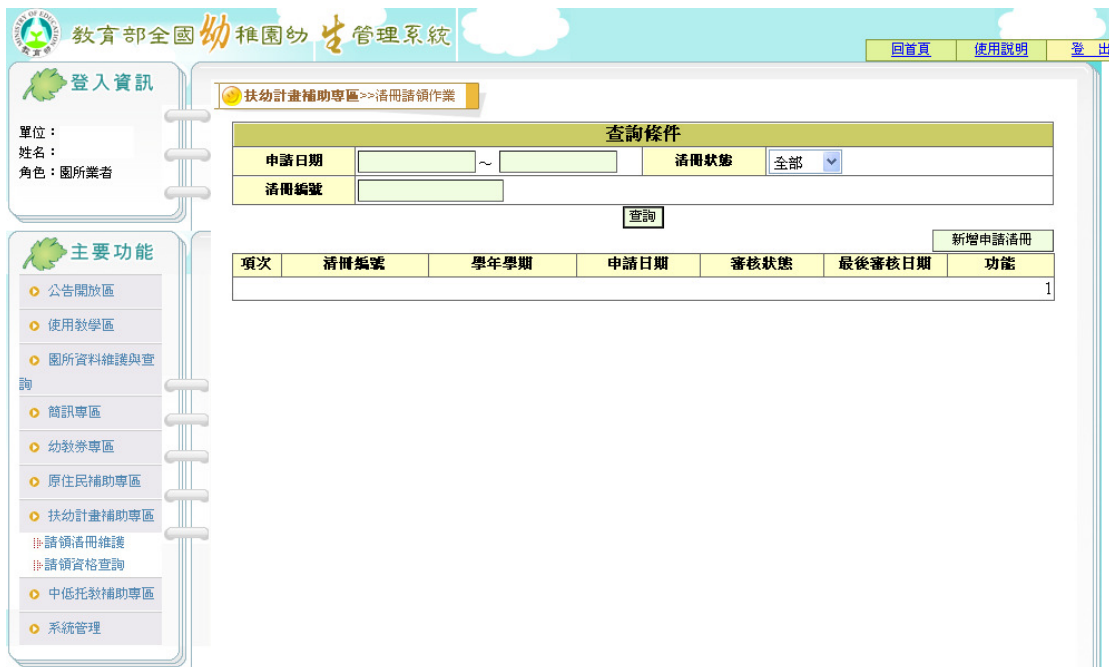 教育部全國幼稚園幼生管理系統
回首頁 使用說明 登 出
登入資訊
單位：
姓名：
角色：園所業者
扶幼計畫補助專區>>清冊請領作業
查詢條件
申請日期 ～ 清冊狀態 全部
清冊編號
查詢
新增申請清冊
項次 清冊編號 學年學期 申請日期 審核狀態 最後審核日期 功能
1
主要功能
公告開放區
使用教學區
園所資料維護與查
詢
簡訊專區
幼教券專區
原住民補助專區
扶幼計畫補助專區
請領清冊維護
請領資格查詢
中低托教補助專區
系統管理